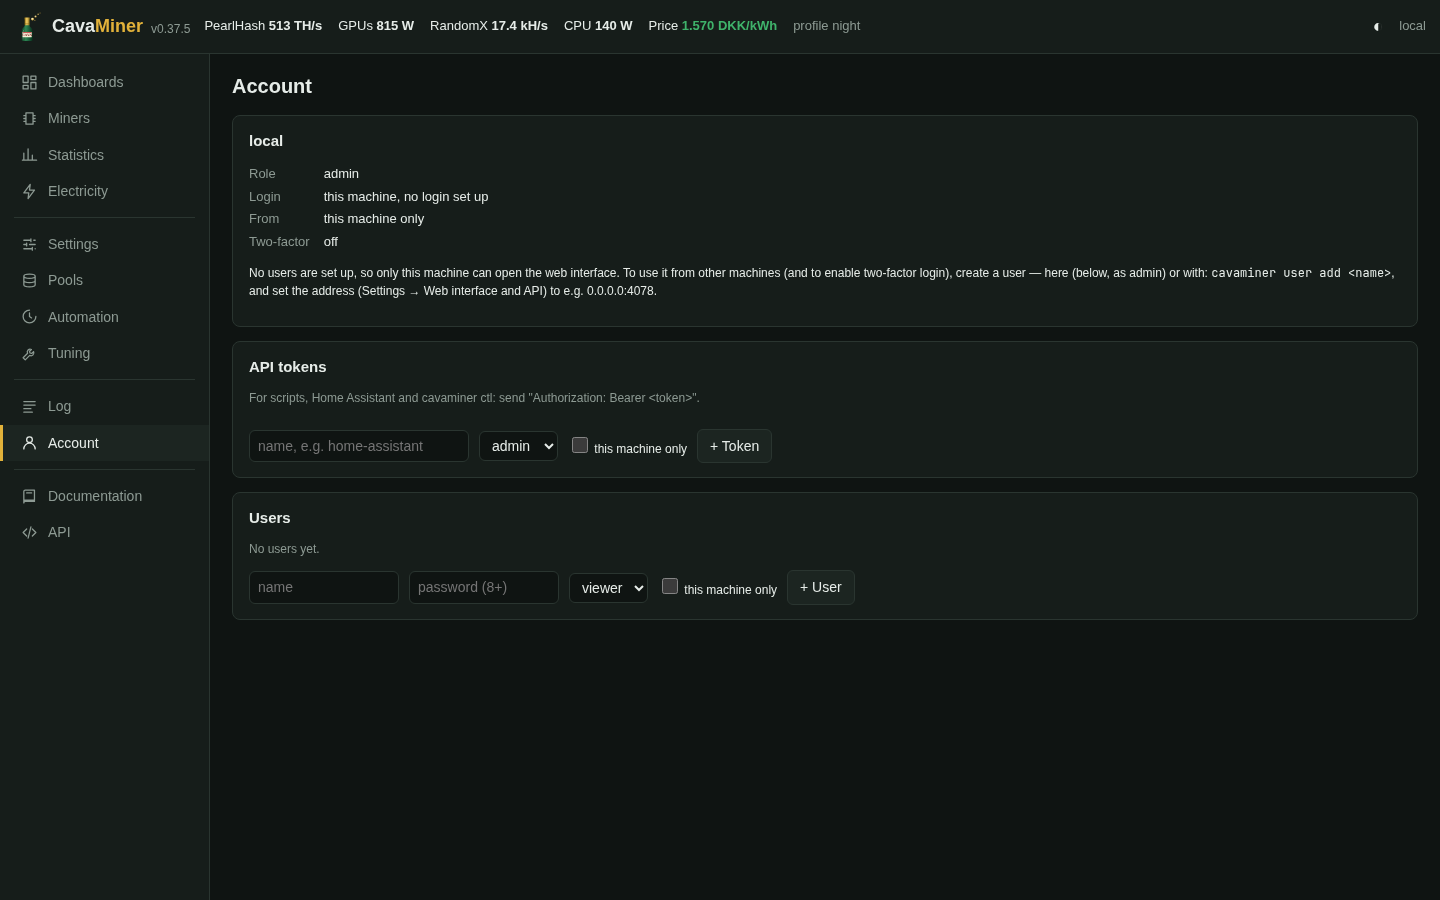 CavaMiner v0.37.5 PearlHash 513 TH/s GPUs 815 W RandomX 17.4 kH/s CPU 140 W Price 1.570 DKK/kWh profile night local
Dashboards
Miners
Statistics
Electricity
Settings
Pools
Automation
Tuning
Log
Account
Documentation
API
Account
local
Role admin
Login this machine, no login set up
From this machine only
Two-factor off
No users are set up, so only this machine can open the web interface. To use it from other machines (and to enable two-factor login), create a user — here (below, as admin) or with: cavaminer user add <name>,
and set the address (Settings → Web interface and API) to e.g. 0.0.0.0:4078.
API tokens
For scripts, Home Assistant and cavaminer ctl: send "Authorization: Bearer <token>".
name, e.g. home-assistant admin this machine only + Token
Users
No users yet.
name password (8+) viewer this machine only + User